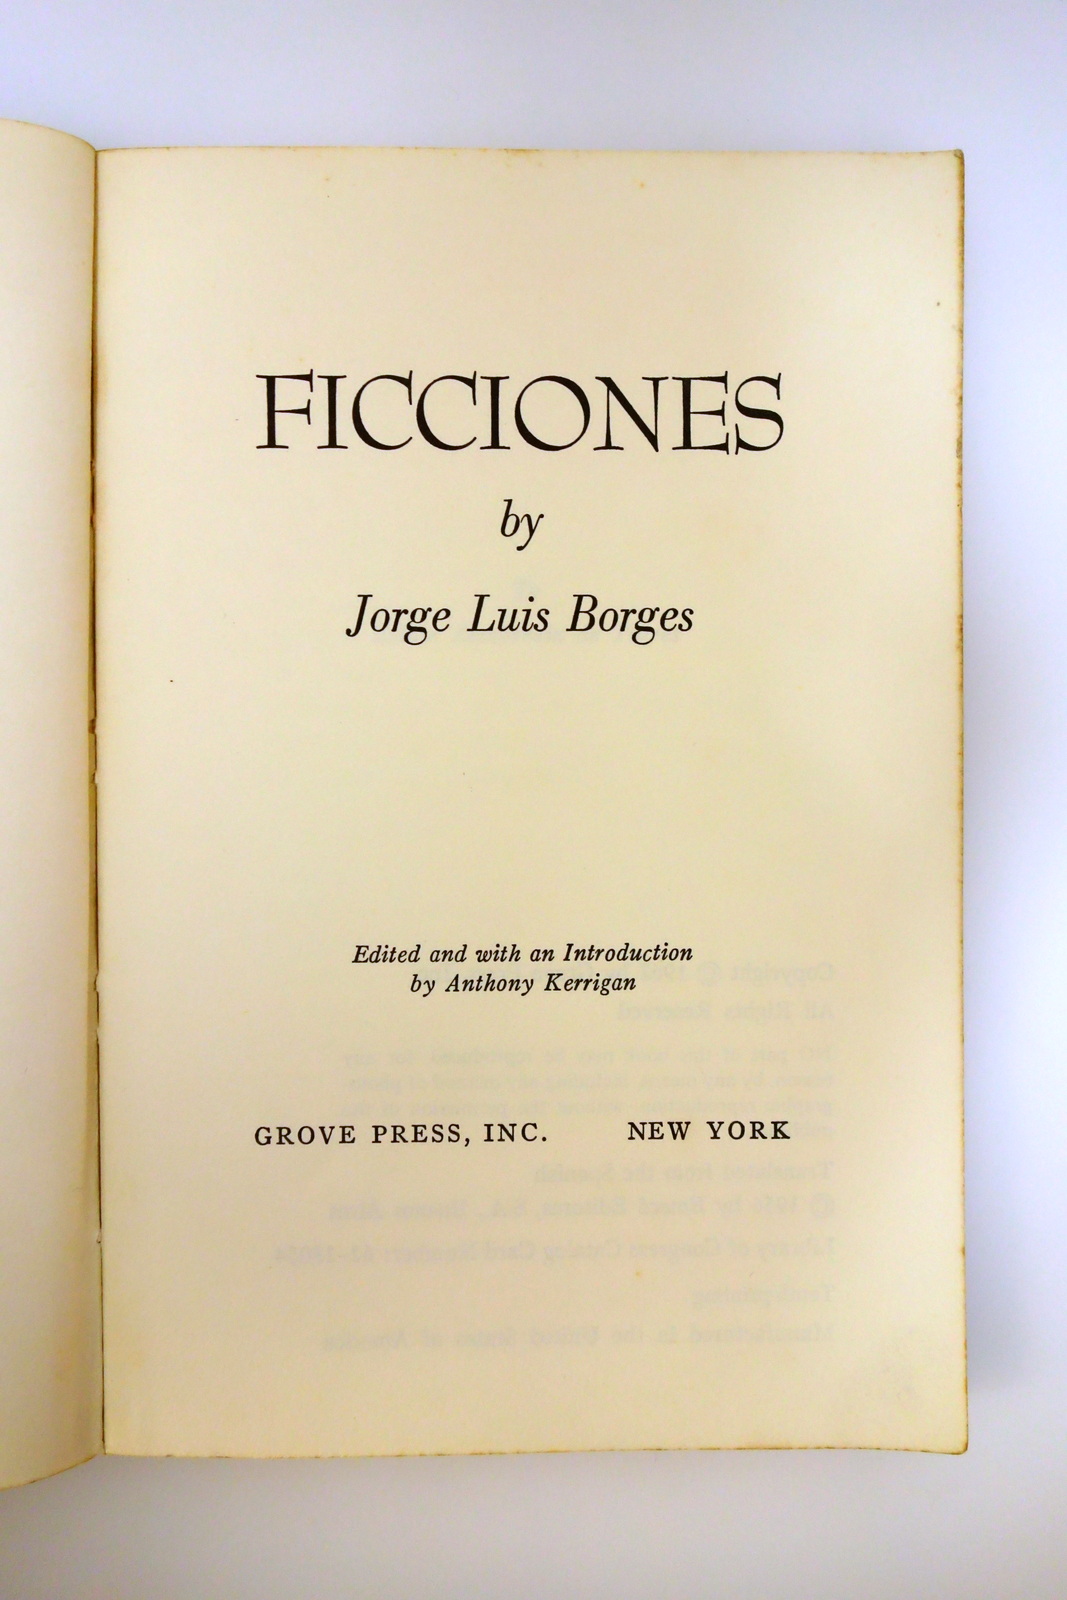 FICCIONES
by
Jorge Luis Borges
Edited and with an Introduction
by Anthony Kerrigan
GROVE PRESS, INC. NEW YORK